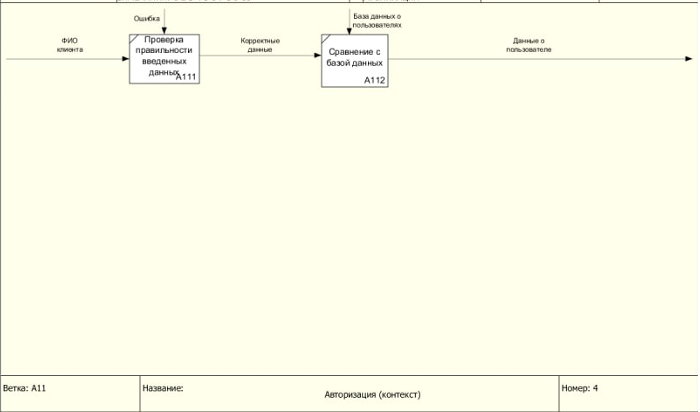 Ошибка
База данных о
пользователях
ФИО
клиента
Проверка
правильности
введенных
данных
A111
Корректные
данные
Сравнение с
базой данных
A112
Данные о
пользователе
Ветка: A11
Название:
Авторизация (контекст)
Номер: 4